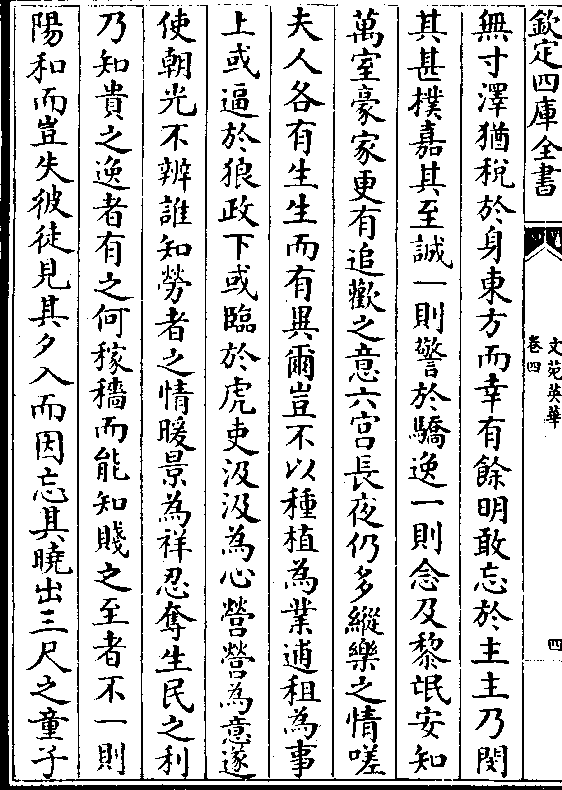 欽定四庫全書
文苑英華
卷四
四
無寸澤猶税於身東方而幸有餘明敢忘於主主乃閔
其甚樸嘉其至誠一則警於驕逸一則念及黎氓安知
萬室豪家更有追歡之意六宫長夜仍多縱樂之情嗟
夫人各有生生而有異爾豈不以種植為業逋租為事
上或逼於狼政下或臨於虎吏汲汲為心營營為意遂
使朝光不辨誰知勞者之情暖景為祥忍奪生民之利
乃知貴之逸者有之何稼穡而能知賤之至者不一則
陽和而豈失彼徒見其夕入而因忘其曉出三尺之童子